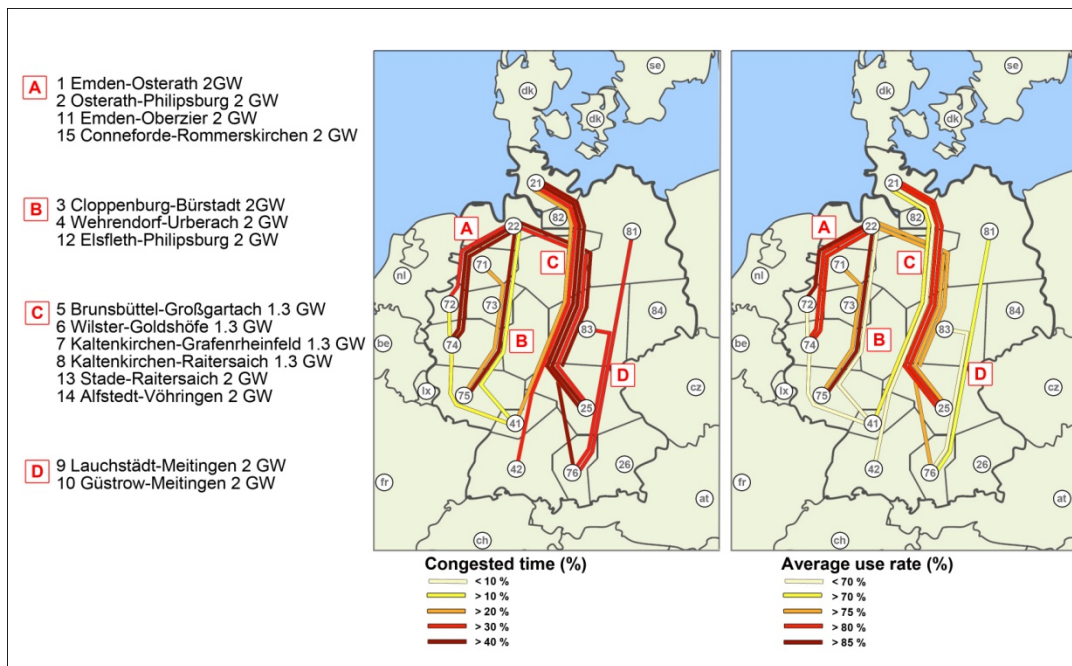 A
1 Emden-Osterath 2GW
2 Osterath-Philipsburg 2 GW
11 Emden-Oberzier 2 GW
15 Conneforde-Rommerskirchen 2 GW
B
3 Cloppenburg-Bürstadt 2GW
4 Wehrendorf-Urberach 2 GW
12 Elsfleth-Philipsburg 2 GW
C
5 Brunsbüttel-Großgartach 1.3 GW
6 Wilster-Goldshöfe 1.3 GW
7 Kaltenkirchen-Grafenrheinfeld 1.3 GW
8 Kaltenkirchen-Raitersaich 1.3 GW
13 Stade-Raitersaich 2 GW
14 Alfstedt-Vöhringen 2 GW
D
9 Lauchstädt-Meitingen 2 GW
10 Güstrow-Meitingen 2 GW
se
dk
dk
21
82
22
81
A
71
C
nl
72
73
83
84
74
be
B
D
lx
75
25
cz
41
42
76
26
fr
at
ch
Congested time (%)
< 10 %
> 10 %
> 20 %
> 30 %
> 40 %
se
dk
dk
21
82
22
81
A
71
C
nl
72
73
83
84
74
be
B
D
lx
75
25
cz
41
42
76
26
fr
at
ch
Average use rate (%)
< 70 %
> 70 %
> 75 %
> 80 %
> 85 %